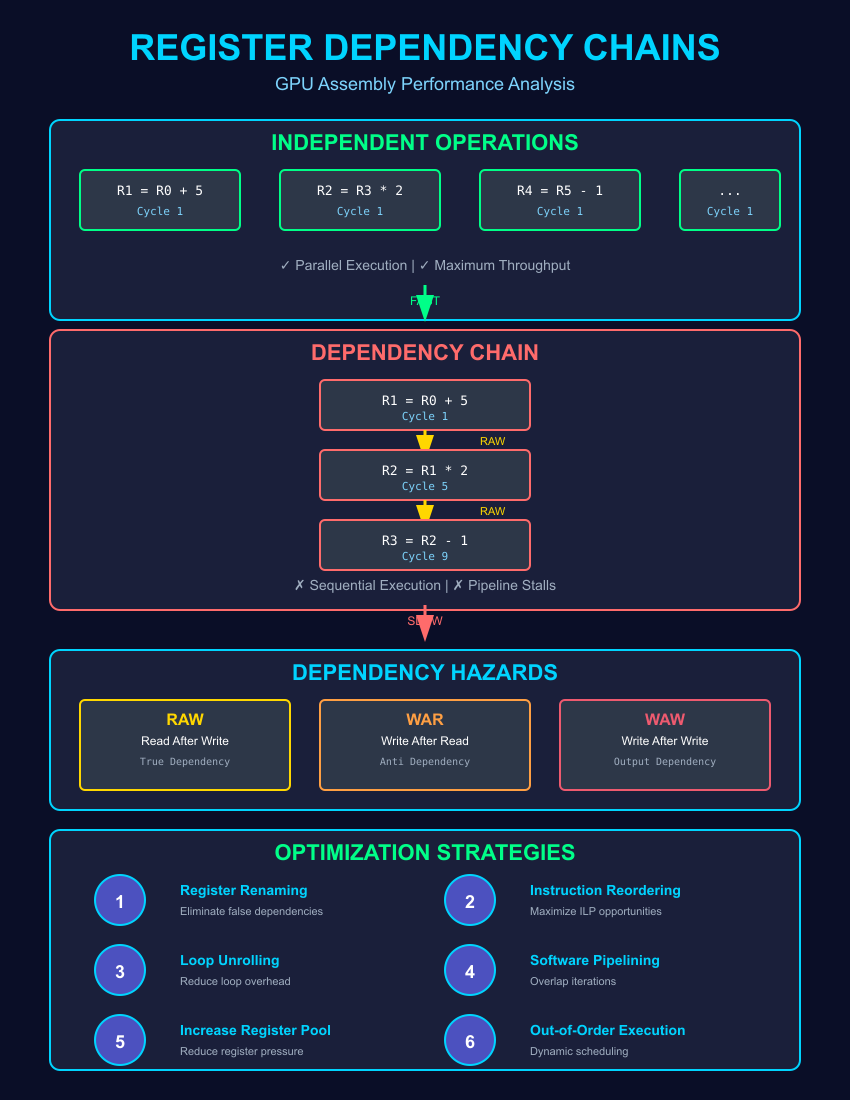 REGISTER DEPENDENCY CHAINS
GPU Assembly Performance Analysis
INDEPENDENT OPERATIONS
R1 = R0 + 5
Cycle 1
R2 = R3 * 2
Cycle 1
R4 = R5 - 1
Cycle 1
...
Cycle 1
✓ Parallel Execution | ✓ Maximum Throughput
FAST
DEPENDENCY CHAIN
R1 = R0 + 5
Cycle 1
RAW
R2 = R1 * 2
Cycle 5
RAW
R3 = R2 - 1
Cycle 9
✗ Sequential Execution | ✗ Pipeline Stalls
SLOW
DEPENDENCY HAZARDS
RAW
Read After Write
True Dependency
WAR
Write After Read
Anti Dependency
WAW
Write After Write
Output Dependency
OPTIMIZATION STRATEGIES
1
Register Renaming
Eliminate false dependencies
2
Instruction Reordering
Maximize ILP opportunities
3
Loop Unrolling
Reduce loop overhead
4
Software Pipelining
Overlap iterations
5
Increase Register Pool
Reduce register pressure
6
Out-of-Order Execution
Dynamic scheduling